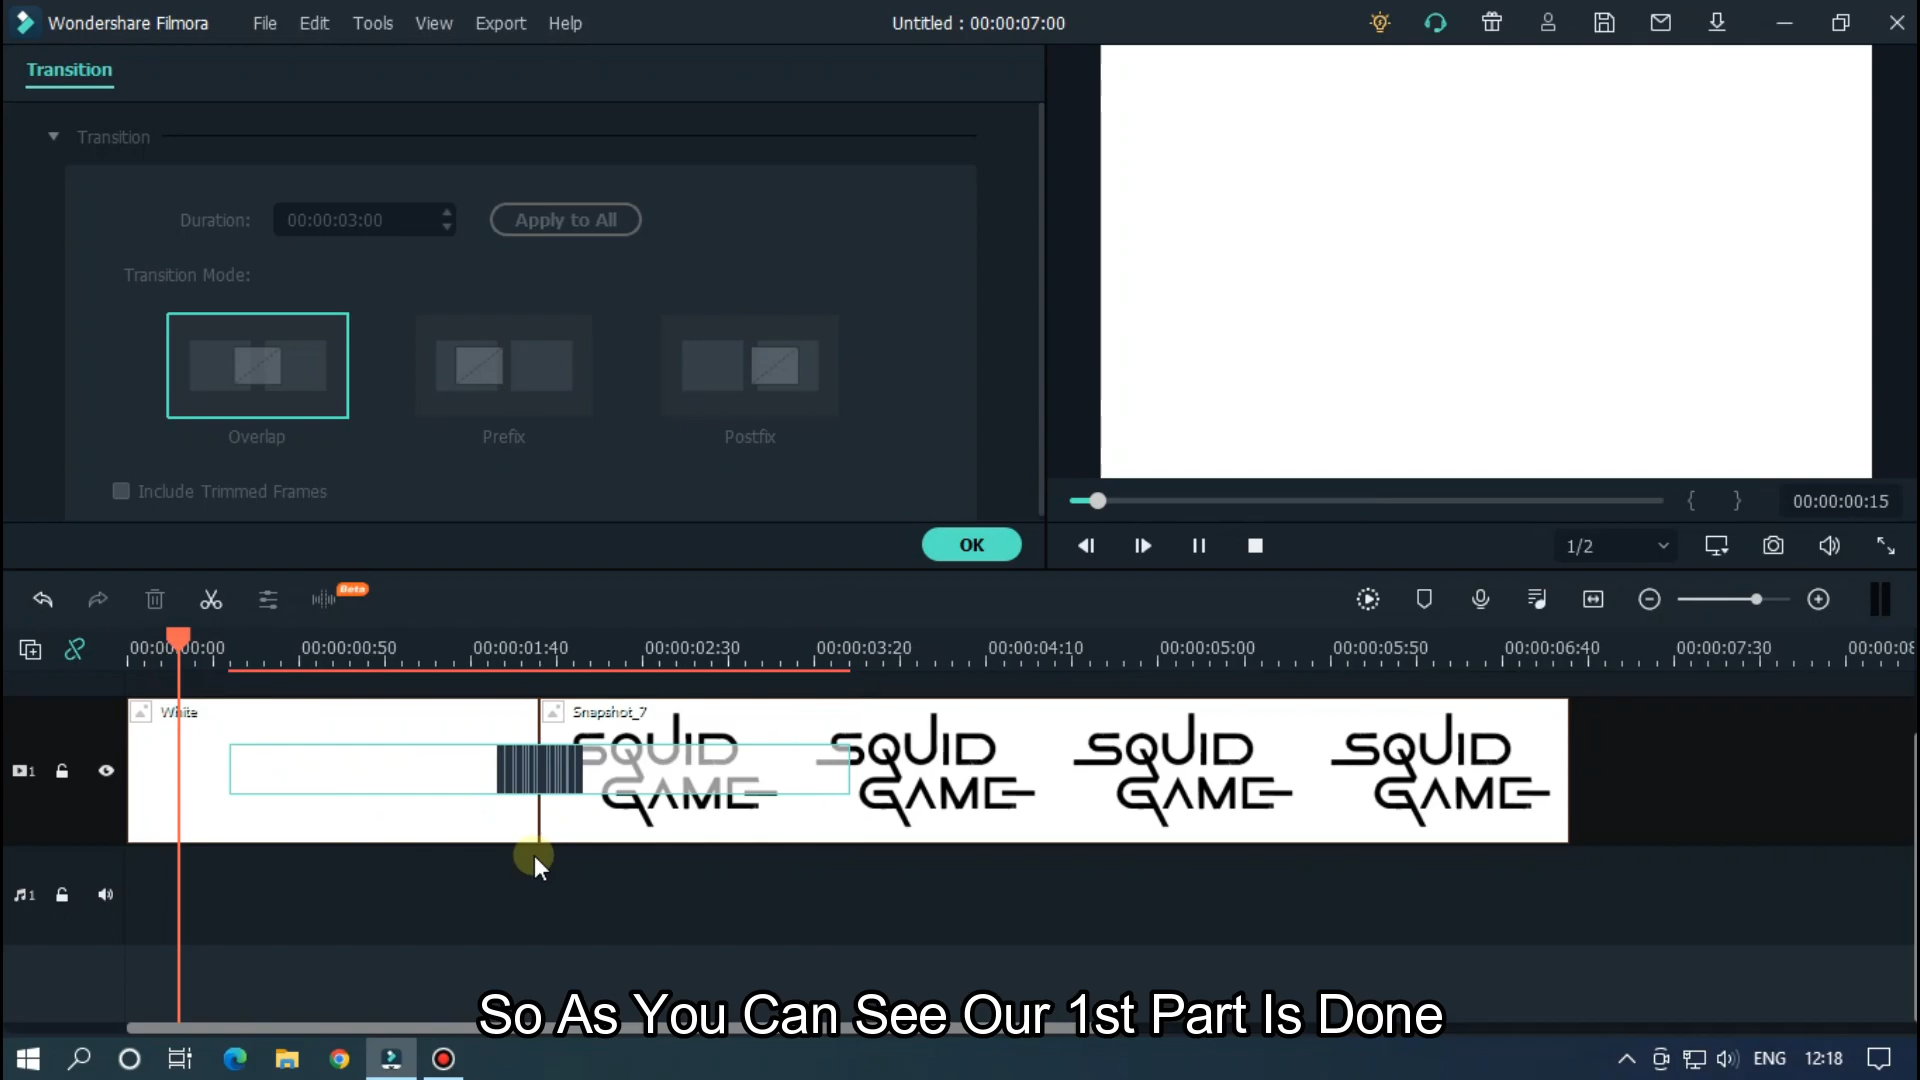 Wondershare Filmora
File Edit Tools View Export Help
Untitled : 00:00:07:00
Transition
Transition
Duration: 00:00:03:00 Apply to All
Transition Mode:
Overlap Prefix Postfix
Include Trimmed Frames
OK
{ } 00:00:00:15
1/2
Beta
00:00:00:00 00:00:00:50 00:00:01:40 00:00:02:30 00:00:03:20 00:00:04:10 00:00:05:00 00:00:05:50 00:00:06:40 00:00:07:30 00:00:08
White Snapshot_7
SQUID SQUID SQUID SQUID
GAME GAME GAME GAME
1
1
So As You Can See Our 1st Part Is Done
ENG 12:18